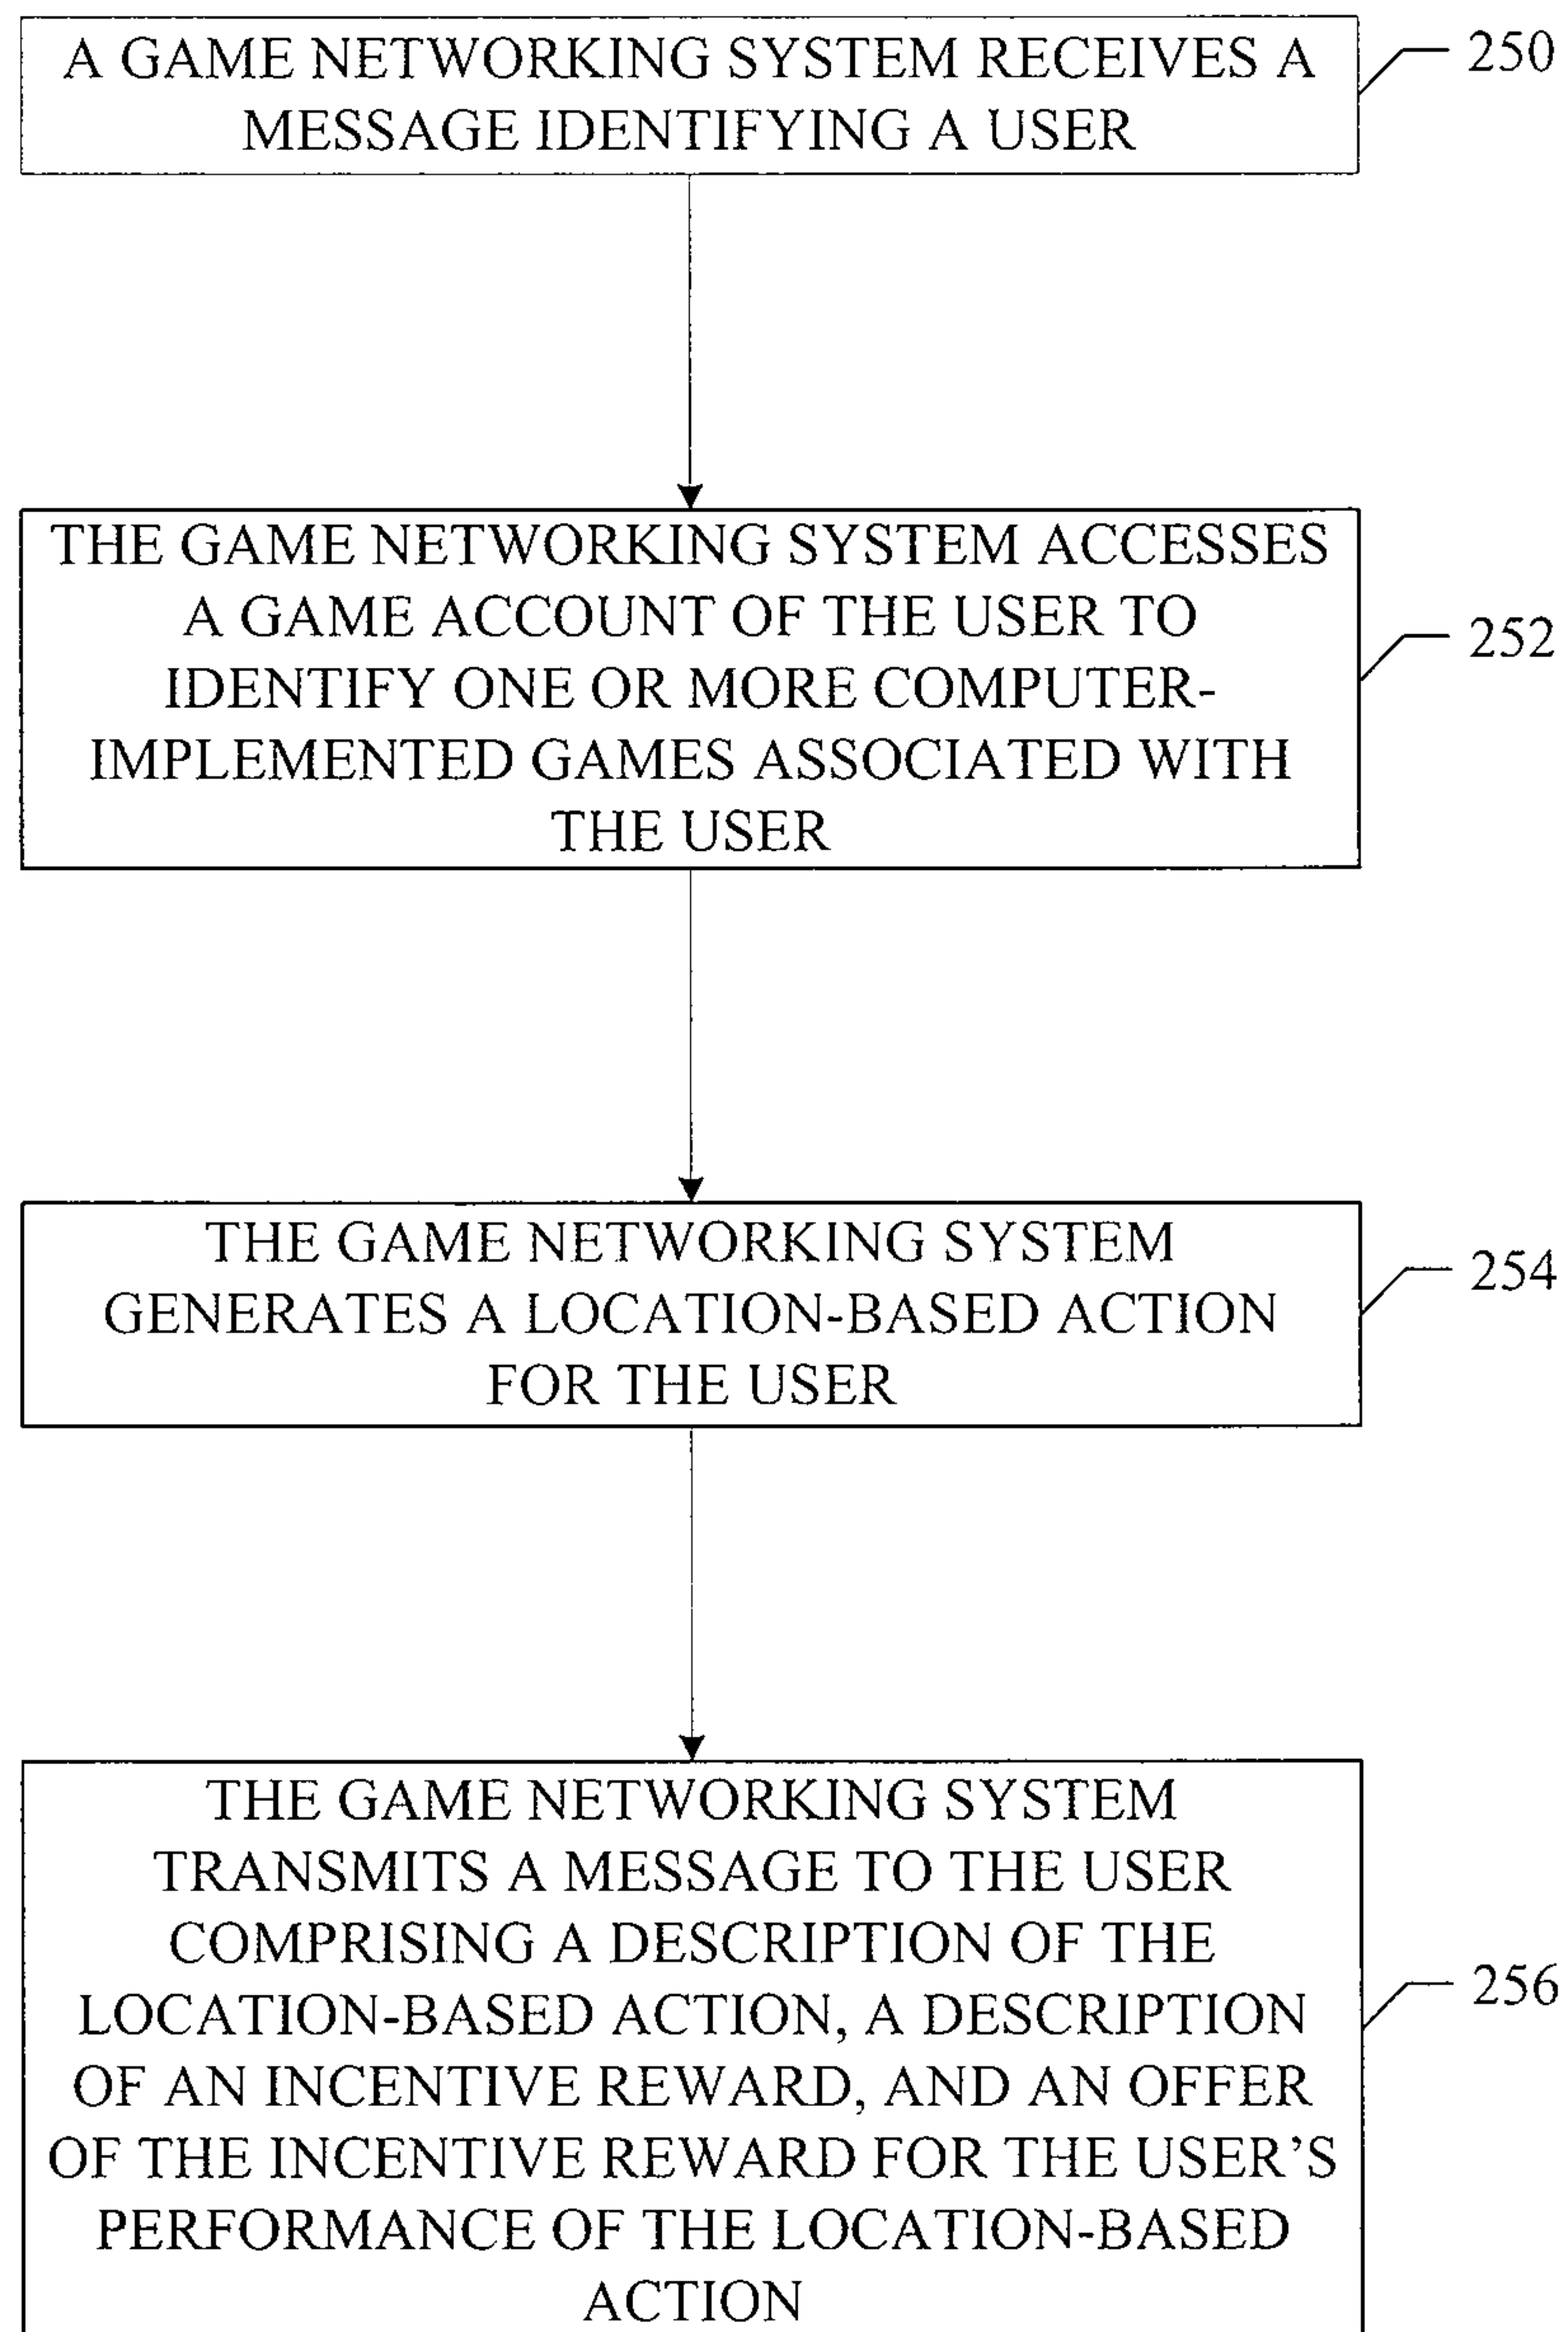 A GAME NETWORKING SYSTEM RECEIVES A
MESSAGE IDENTIFYING A USER
250
THE GAME NETWORKING SYSTEM ACCESSES
A GAME ACCOUNT OF THE USER TO
IDENTIFY ONE OR MORE COMPUTER-
IMPLEMENTED GAMES ASSOCIATED WITH
THE USER
252
THE GAME NETWORKING SYSTEM
GENERATES A LOCATION-BASED ACTION
FOR THE USER
254
THE GAME NETWORKING SYSTEM
TRANSMITS A MESSAGE TO THE USER
COMPRISING A DESCRIPTION OF THE
LOCATION-BASED ACTION, A DESCRIPTION
OF AN INCENTIVE REWARD, AND AN OFFER
OF THE INCENTIVE REWARD FOR THE USER'S
PERFORMANCE OF THE LOCATION-BASED
ACTION
256